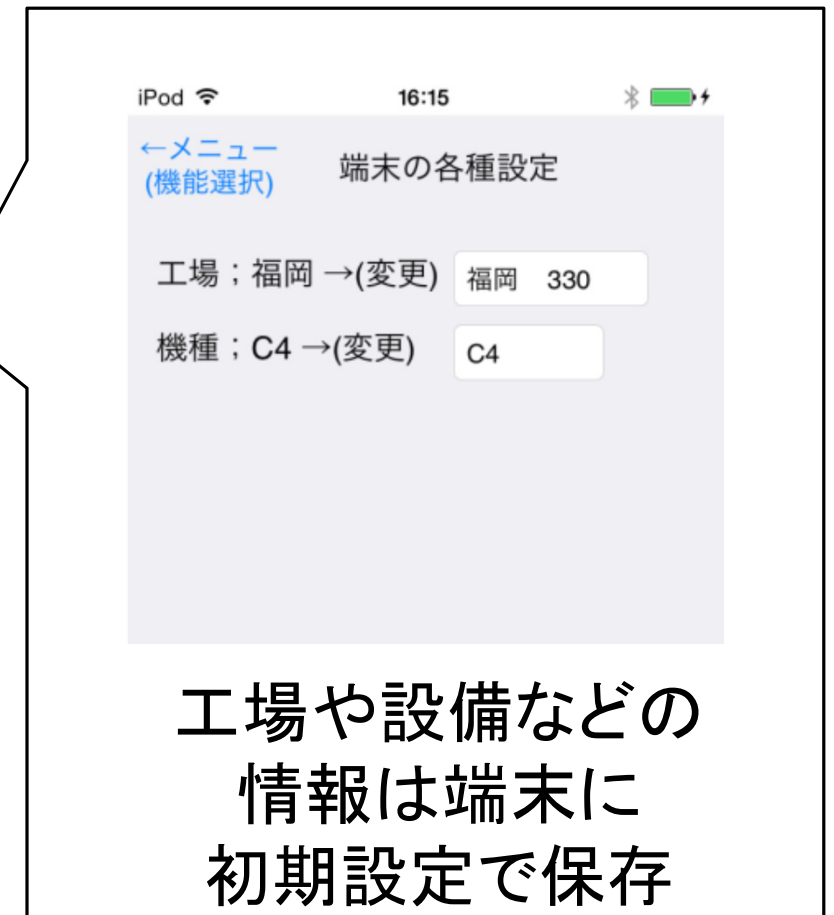 iPod 16:15
←メニュー
(機能選択)
端末の各種設定
工場；福岡 →(変更) 福岡　330
機種；C4 →(変更) C4
工場や設備などの
情報は端末に
初期設定で保存